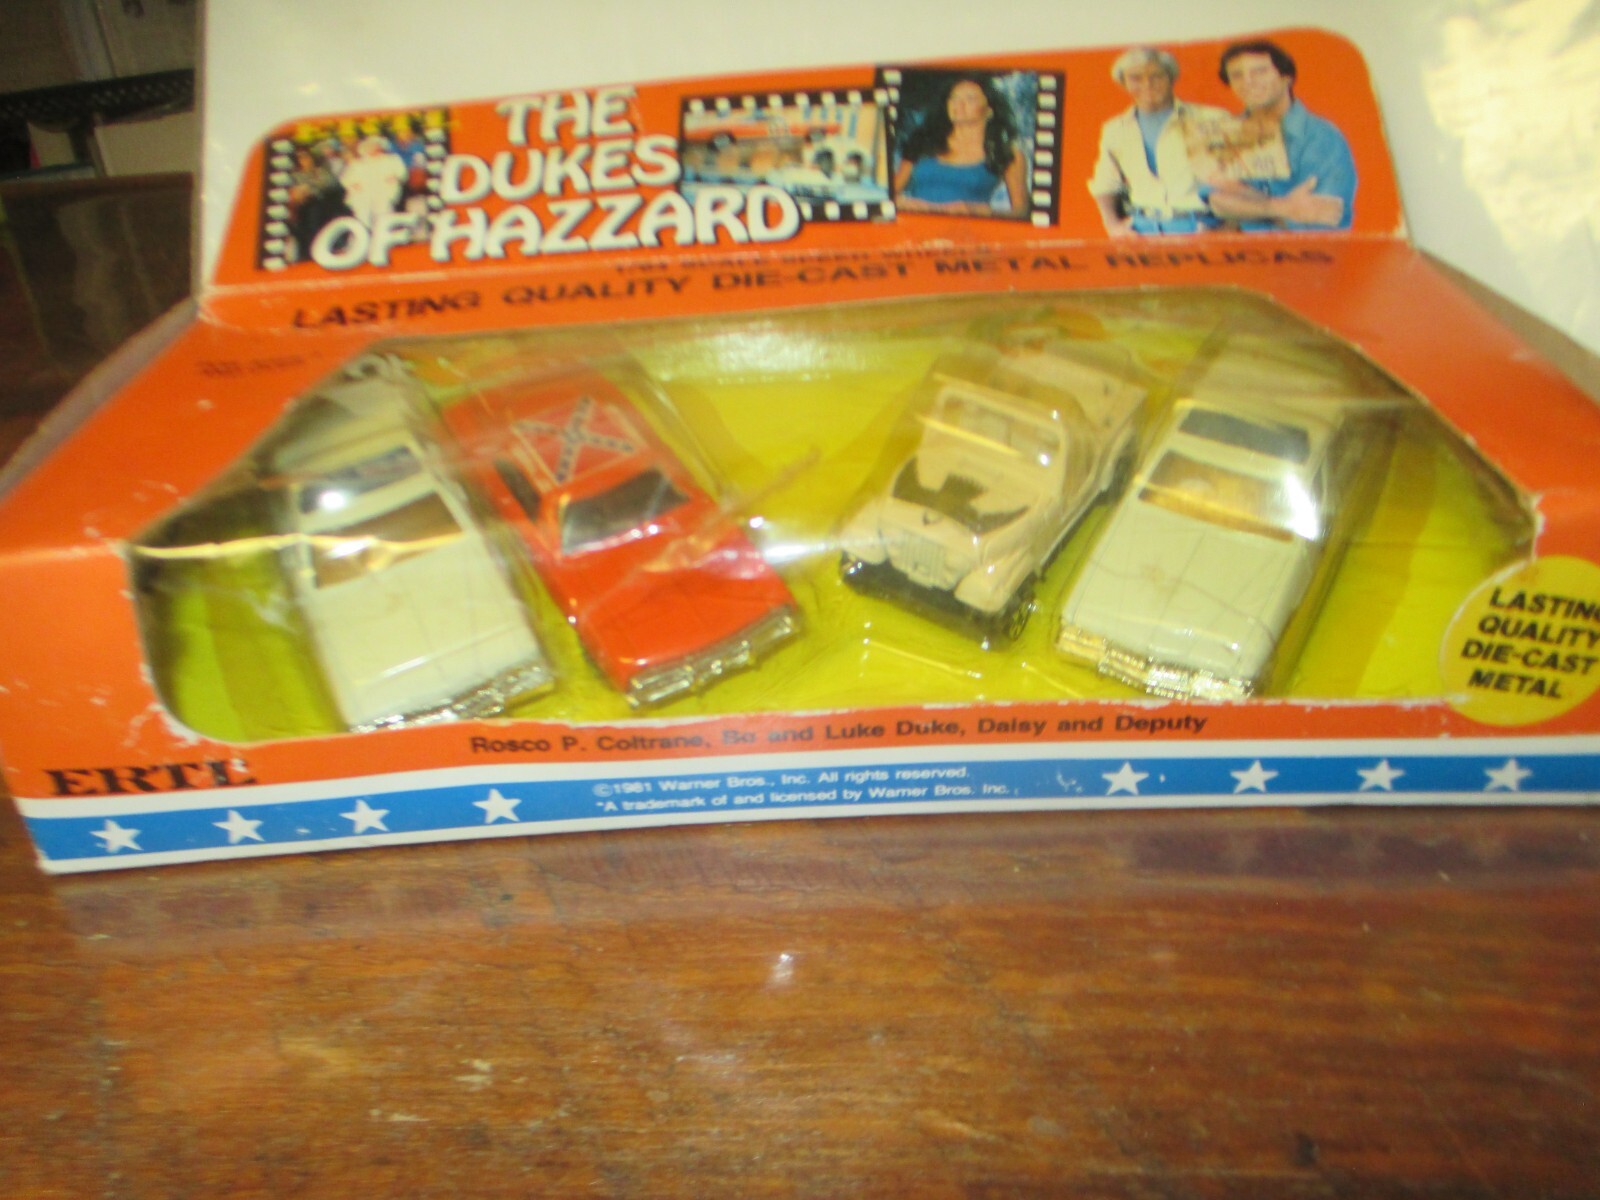 ERTL
THE
DUKES
OF HAZZARD
LASTING QUALITY DIE-CAST METAL REPLICAS
LASTING
QUALITY
DIE-CAST
METAL
Rosco P. Coltrane, Bo and Luke Duke, Daisy and Deputy
ERTL
©1981 Warner Bros., Inc. All rights reserved.
*A trademark of and licensed by Warner Bros. Inc.